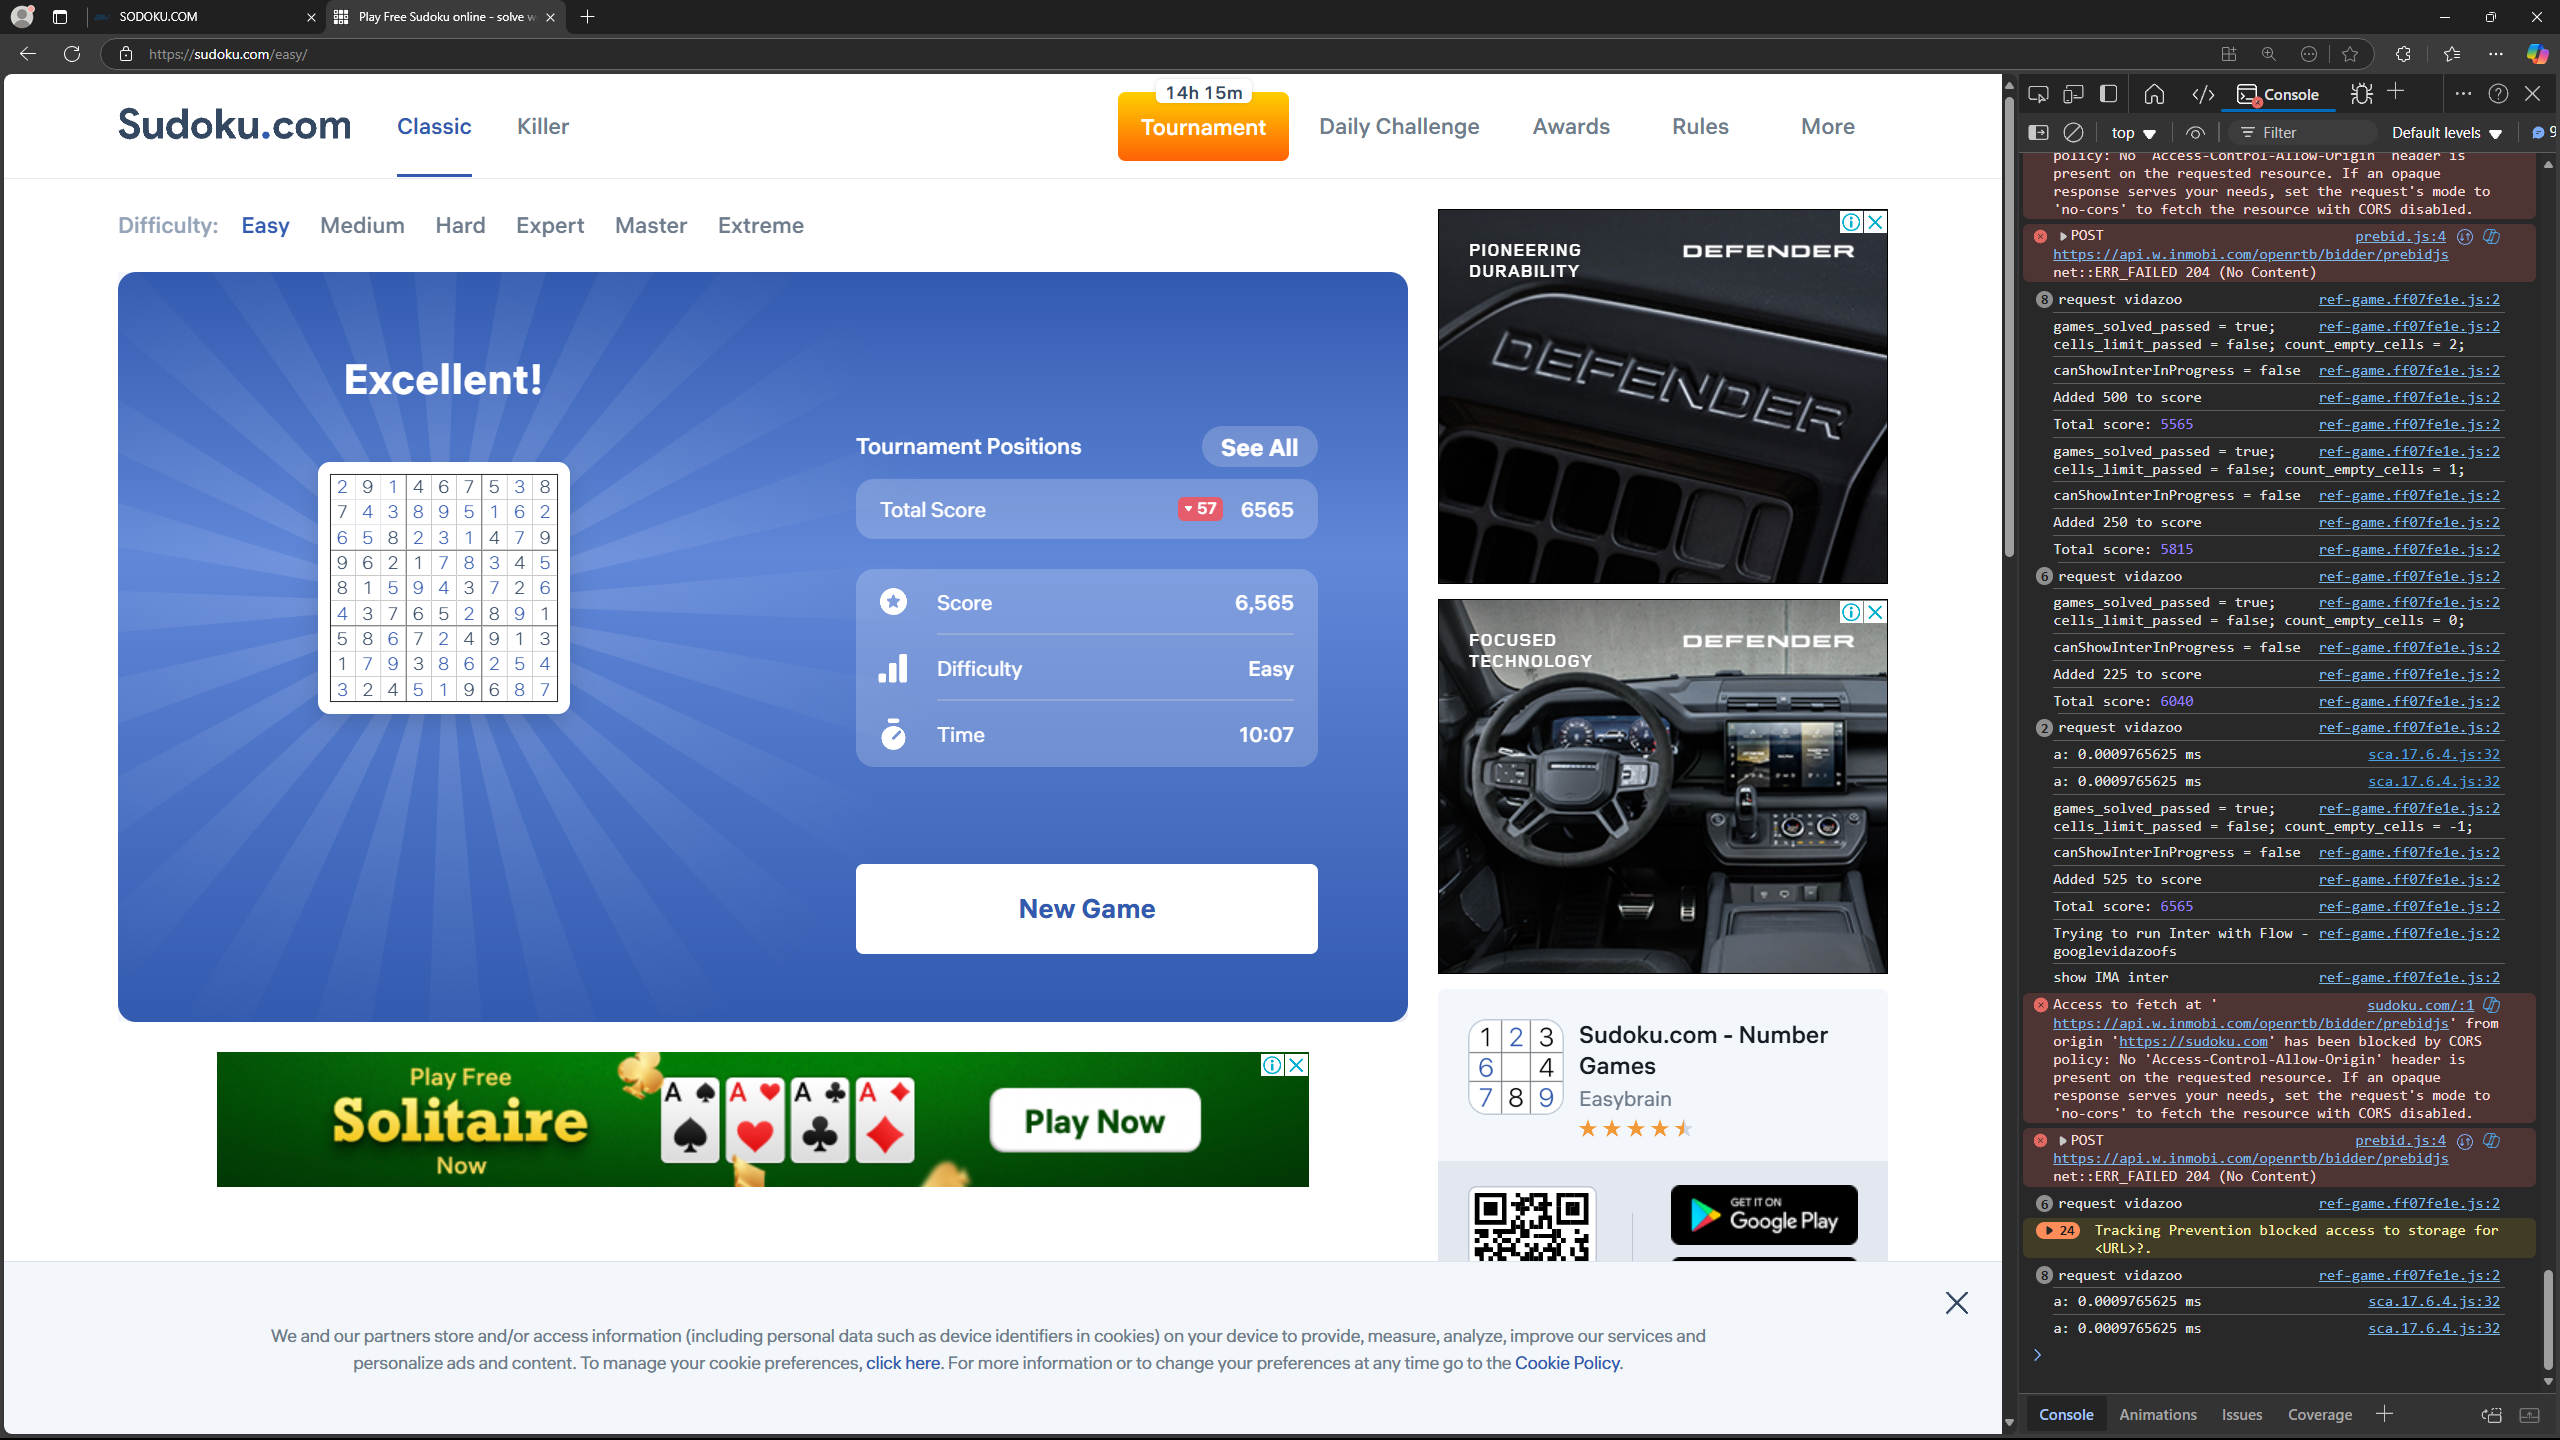 SODOKU.COM
Play Free Sudoku online - solve w
https://sudoku.com/easy/
Sudoku.com
Classic
Killer
14h 15m
Tournament
Daily Challenge
Awards
Rules
More
Difficulty:
Easy
Medium
Hard
Expert
Master
Extreme
Excellent!
2 9 1 4 6 7 5 3 8
7 4 3 8 9 5 1 6 2
6 5 8 2 3 1 4 7 9
9 6 2 1 7 8 3 4 5
8 1 5 9 4 3 7 2 6
4 3 7 6 5 2 8 9 1
5 8 6 7 2 4 9 1 3
1 7 9 3 8 6 2 5 4
3 2 4 5 1 9 6 8 7
Tournament Positions
See All
Total Score
57
6565
Score
6,565
Difficulty
Easy
Time
10:07
New Game
Play Free
Solitaire
Now
A A A A
Play Now
PIONEERING
DURABILITY
DEFENDER
DEFENDER
FOCUSED
TECHNOLOGY
DEFENDER
1 2 3
6 4
7 8 9
Sudoku.com - Number
Games
Easybrain
GET IT ON
Google Play
We and our partners store and/or access information (including personal data such as device identifiers in cookies) on your device to provide, measure, analyze, improve our services and
personalize ads and content. To manage your cookie preferences, click here. For more information or to change your preferences at any time go to the Cookie Policy.
Console
top
Filter
Default levels
9
policy: No 'Access-Control-Allow-Origin' header is
present on the requested resource. If an opaque
response serves your needs, set the request's mode to
'no-cors' to fetch the resource with CORS disabled.
POST prebid.js:4
https://api.w.inmobi.com/openrtb/bidder/prebidjs
net::ERR_FAILED 204 (No Content)
8 request vidazoo ref-game.ff07fe1e.js:2
games_solved_passed = true; ref-game.ff07fe1e.js:2
cells_limit_passed = false; count_empty_cells = 2;
canShowInterInProgress = false ref-game.ff07fe1e.js:2
Added 500 to score ref-game.ff07fe1e.js:2
Total score: 5565 ref-game.ff07fe1e.js:2
games_solved_passed = true; ref-game.ff07fe1e.js:2
cells_limit_passed = false; count_empty_cells = 1;
canShowInterInProgress = false ref-game.ff07fe1e.js:2
Added 250 to score ref-game.ff07fe1e.js:2
Total score: 5815 ref-game.ff07fe1e.js:2
6 request vidazoo ref-game.ff07fe1e.js:2
games_solved_passed = true; ref-game.ff07fe1e.js:2
cells_limit_passed = false; count_empty_cells = 0;
canShowInterInProgress = false ref-game.ff07fe1e.js:2
Added 225 to score ref-game.ff07fe1e.js:2
Total score: 6040 ref-game.ff07fe1e.js:2
2 request vidazoo ref-game.ff07fe1e.js:2
a: 0.0009765625 ms sca.17.6.4.js:32
a: 0.0009765625 ms sca.17.6.4.js:32
games_solved_passed = true; ref-game.ff07fe1e.js:2
cells_limit_passed = false; count_empty_cells = -1;
canShowInterInProgress = false ref-game.ff07fe1e.js:2
Added 525 to score ref-game.ff07fe1e.js:2
Total score: 6565 ref-game.ff07fe1e.js:2
Trying to run Inter with Flow - ref-game.ff07fe1e.js:2
googlevidazoofs
show IMA inter ref-game.ff07fe1e.js:2
Access to fetch at ' sudoku.com/:1
https://api.w.inmobi.com/openrtb/bidder/prebidjs' from
origin 'https://sudoku.com' has been blocked by CORS
policy: No 'Access-Control-Allow-Origin' header is
present on the requested resource. If an opaque
response serves your needs, set the request's mode to
'no-cors' to fetch the resource with CORS disabled.
POST prebid.js:4
https://api.w.inmobi.com/openrtb/bidder/prebidjs
net::ERR_FAILED 204 (No Content)
6 request vidazoo ref-game.ff07fe1e.js:2
24 Tracking Prevention blocked access to storage for
<URL>?.
8 request vidazoo ref-game.ff07fe1e.js:2
a: 0.0009765625 ms sca.17.6.4.js:32
a: 0.0009765625 ms sca.17.6.4.js:32
Console
Animations
Issues
Coverage